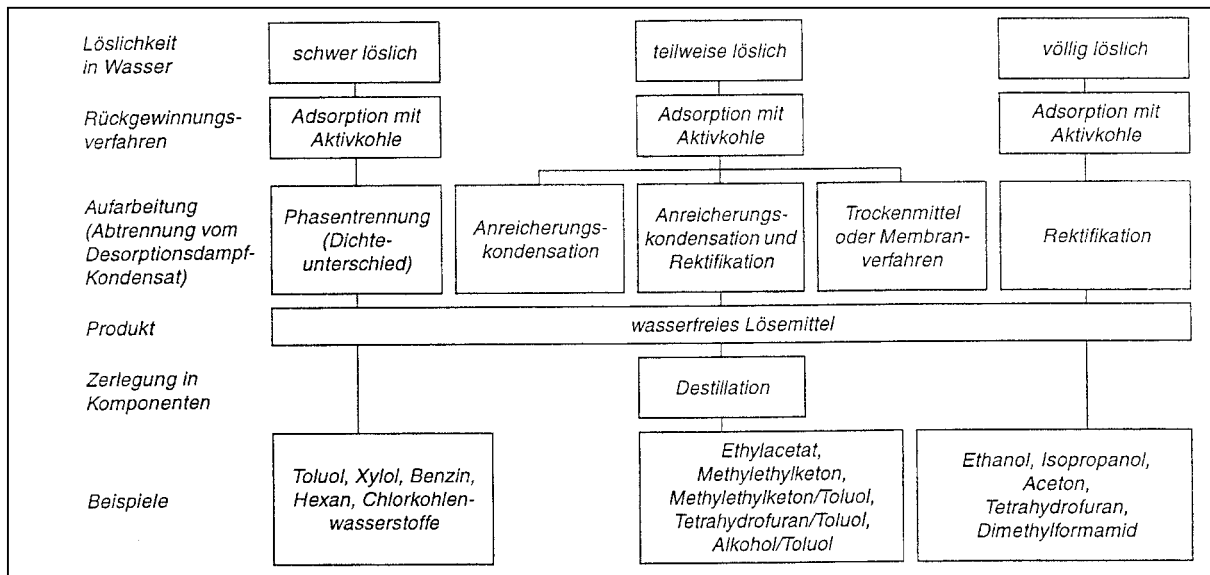 Löslichkeit
in Wasser
schwer löslich
teilweise löslich
völlig löslich
Rückgewinnungs-
verfahren
Adsorption mit
Aktivkohle
Adsorption mit
Aktivkohle
Adsorption mit
Aktivkohle
Aufarbeitung
(Abtrennung vom
Desorptionsdampf-
Kondensat)
Phasentrennung
(Dichte-
unterschied)
Anreicherungs-
kondensation
Anreicherungs-
kondensation und
Rektifikation
Trockenmittel
oder Membran-
verfahren
Rektifikation
Produkt
wasserfreies Lösemittel
Zerlegung in
Komponenten
Destillation
Beispiele
Toluol, Xylol, Benzin,
Hexan, Chlorkohlen-
wasserstoffe
Ethylacetat,
Methylethylketon,
Methylethylketon/Toluol,
Tetrahydrofuran/Toluol,
Alkohol/Toluol
Ethanol, Isopropanol,
Aceton,
Tetrahydrofuran,
Dimethylformamid